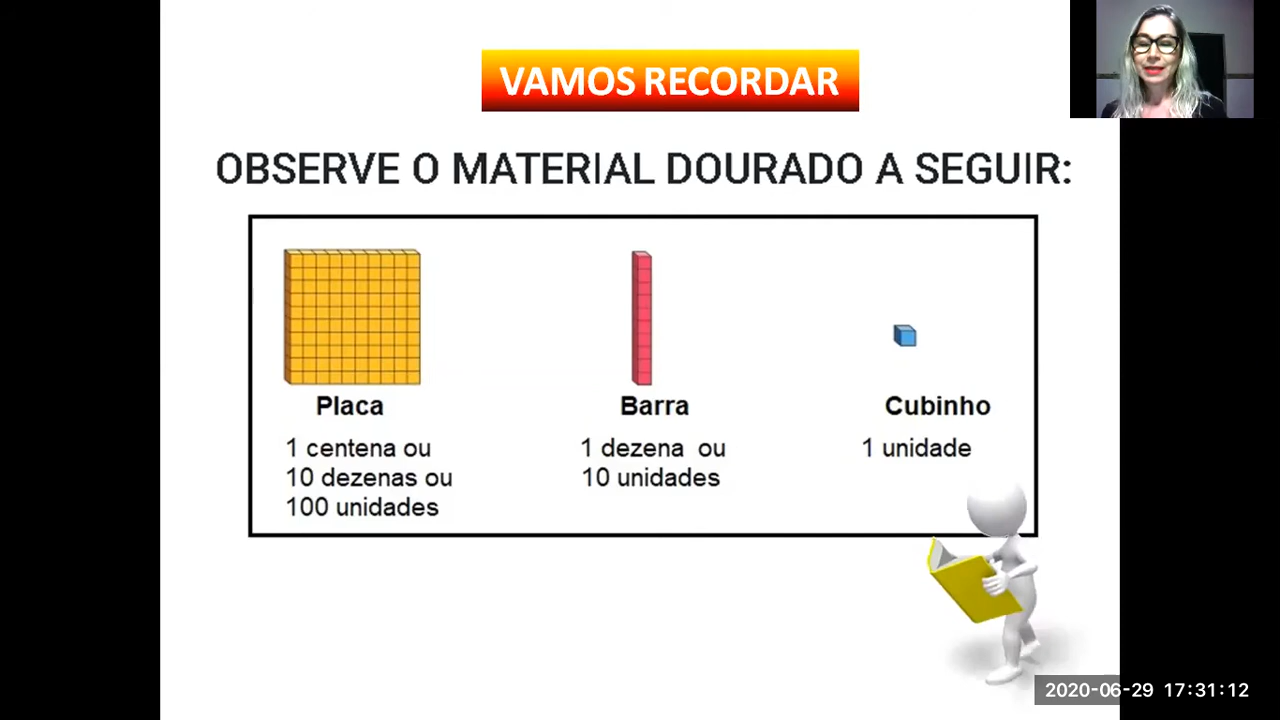 VAMOS RECORDAR
OBSERVE O MATERIAL DOURADO A SEGUIR:
Placa
1 centena ou
10 dezenas ou
100 unidades
Barra
1 dezena ou
10 unidades
Cubinho
1 unidade
2020-06-29 17:31:12